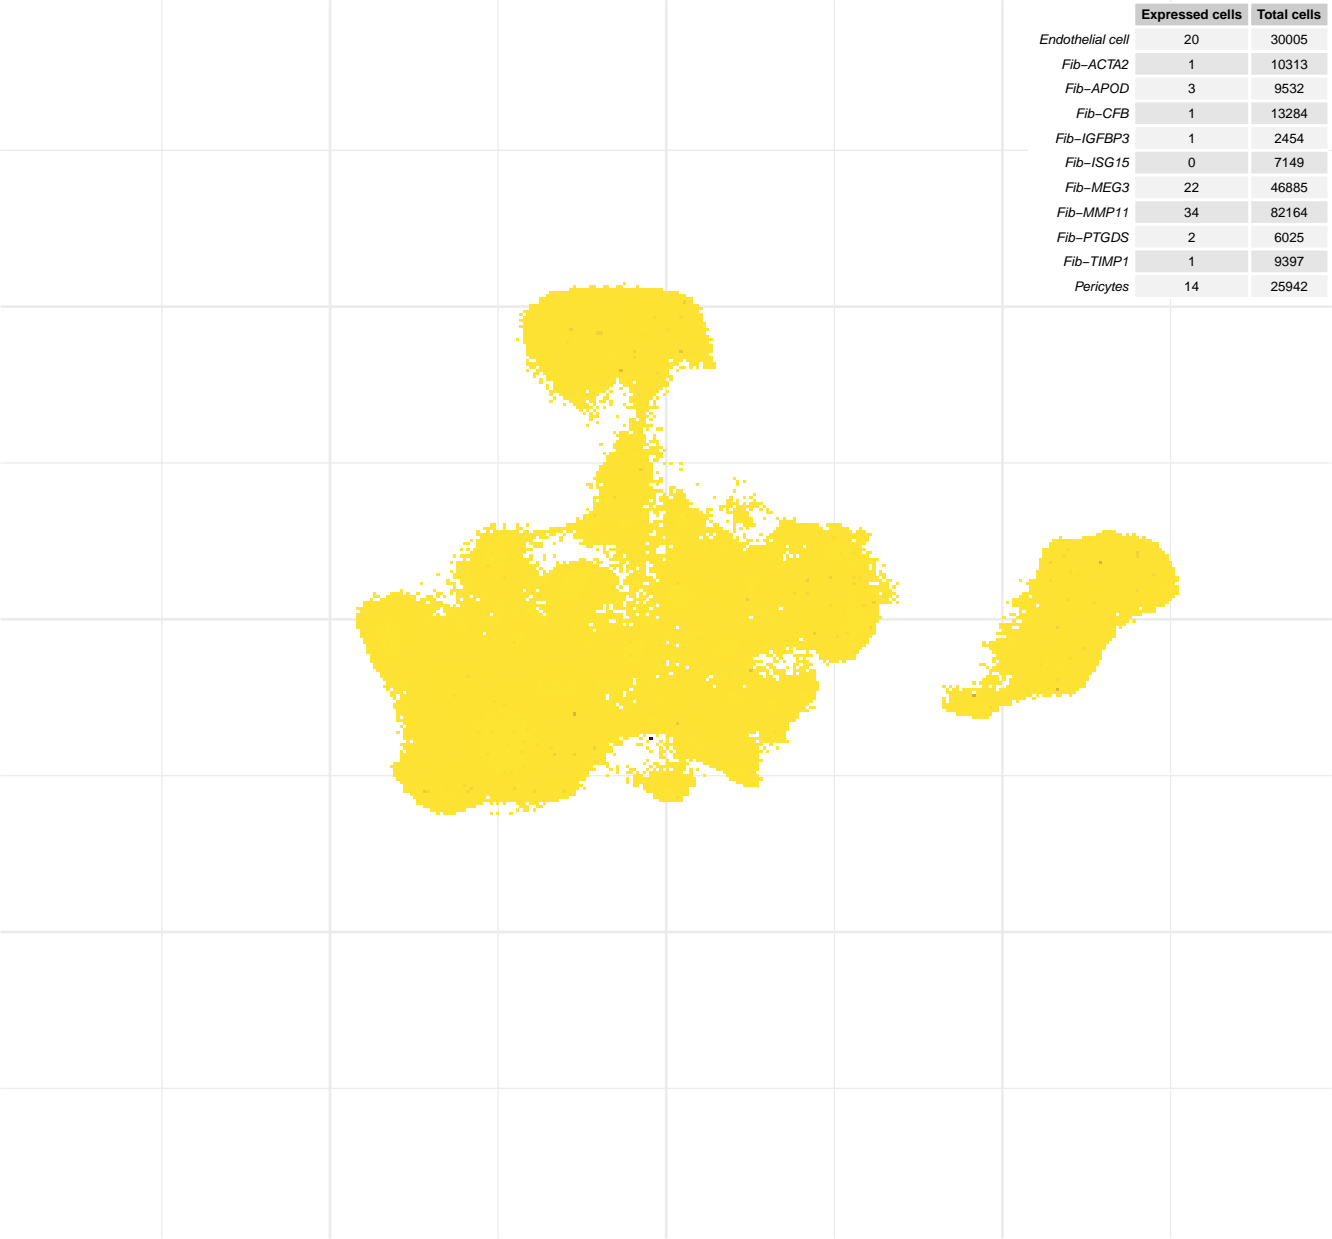 Expressed cells Total cells
Endothelial cell 20 30005
Fib−ACTA2 1 10313
Fib−APOD 3 9532
Fib−CFB 1 13284
Fib−IGFBP3 1 2454
Fib−ISG15 0 7149
Fib−MEG3 22 46885
Fib−MMP11 34 82164
Fib−PTGDS 2 6025
Fib−TIMP1 1 9397
Pericytes 14 25942